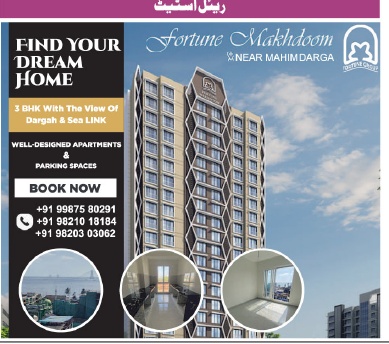 ریئل اسٹیٹ
FIND YOUR
DREAM
HOME
Fortune Makhdoom
NEAR MAHIM DARGA
3 BHK With The View Of
Dargah & Sea LINK
WELL-DESIGNED APARTMENTS
&
PARKING SPACES
BOOK NOW
+91 99875 80291
+91 98210 18184
+91 98203 03062